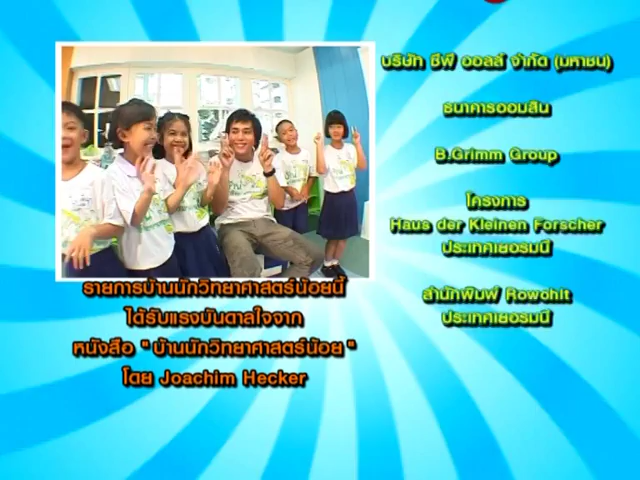 บริษัท ซีพี ออลล์ จำกัด (มหาชน)
ธนาคารออมสิน
B.Grimm Group
โครงการ
Haus der Kleinen Forscher
ประเทศเยอรมนี
สำนักพิมพ์ Rowohlt
ประเทศเยอรมนี
รายการบ้านนักวิทยาศาสตร์น้อยนี้
ได้รับแรงบันดาลใจจาก
หนังสือ " บ้านนักวิทยาศาสตร์น้อย "
โดย Joachim Hecker